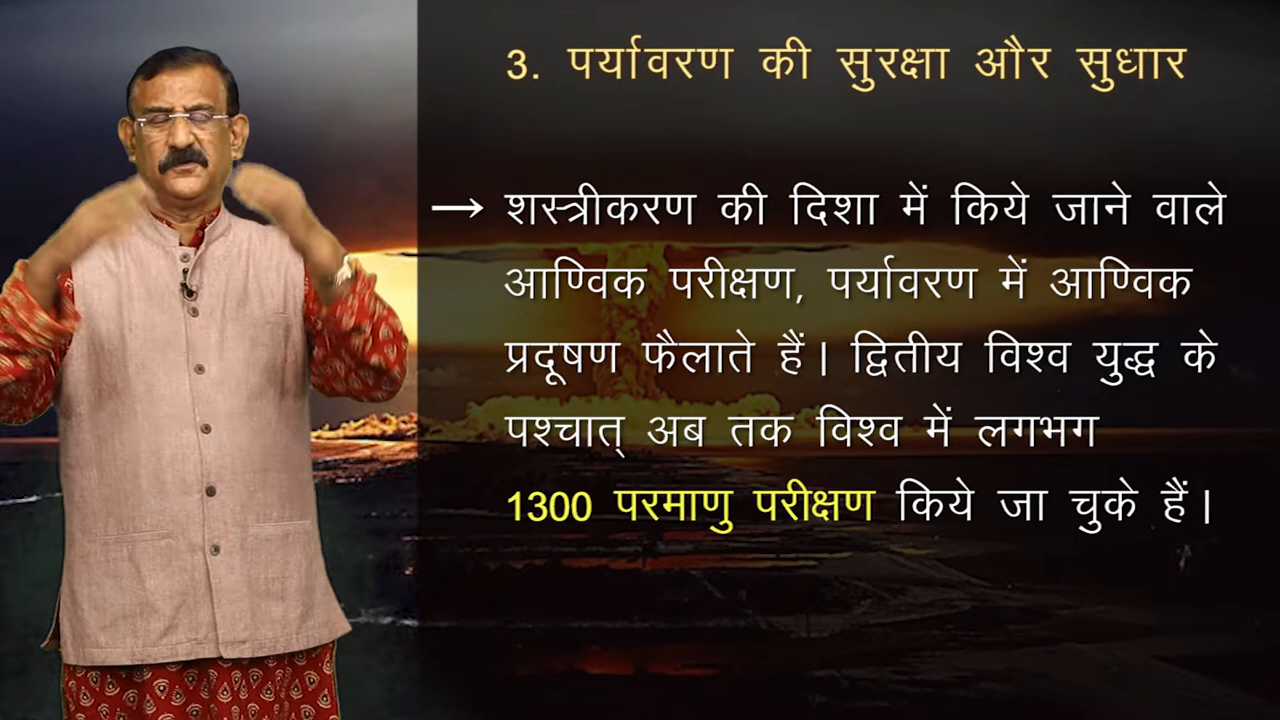 3. पर्यावरण की सुरक्षा और सुधार
→ शस्त्रीकरण की दिशा में किये जाने वाले
आण्विक परीक्षण, पर्यावरण में आण्विक
प्रदूषण फैलाते हैं। द्वितीय विश्व युद्ध के
पश्चात् अब तक विश्व में लगभग
1300 परमाणु परीक्षण किये जा चुके हैं।